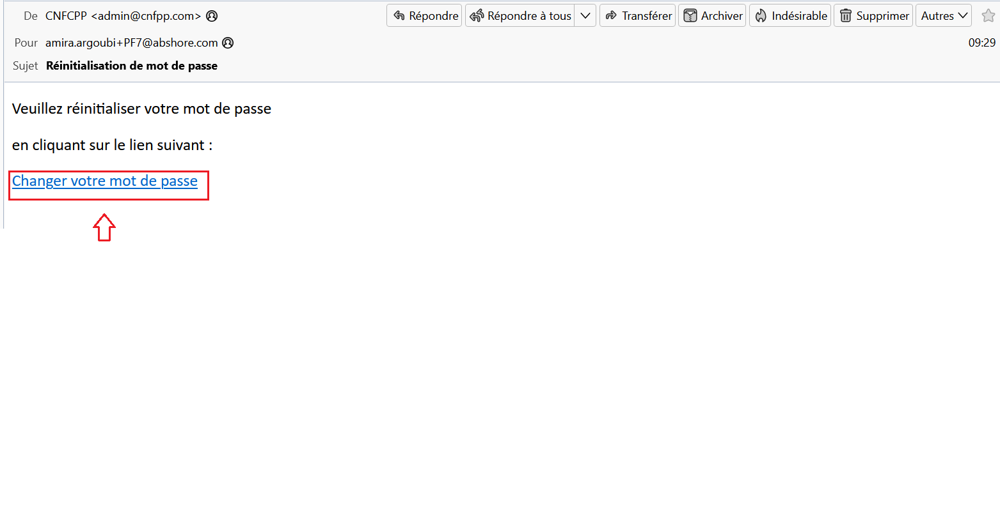 De CNFCPP <admin@cnfpp.com> Répondre Répondre à tous Transférer Archiver Indésirable Supprimer Autres
Pour amira.argoubi+PF7@abshore.com 09:29
Sujet Réinitialisation de mot de passe
Veuillez réinitialiser votre mot de passe
en cliquant sur le lien suivant :
Changer votre mot de passe